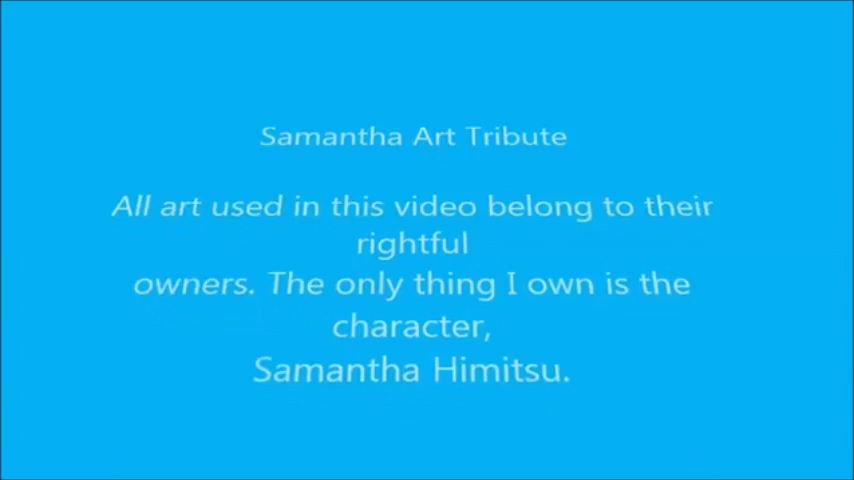 Samantha Art Tribute
All art used in this video belong to their
rightful
owners. The only thing I own is the
character,
Samantha Himitsu.